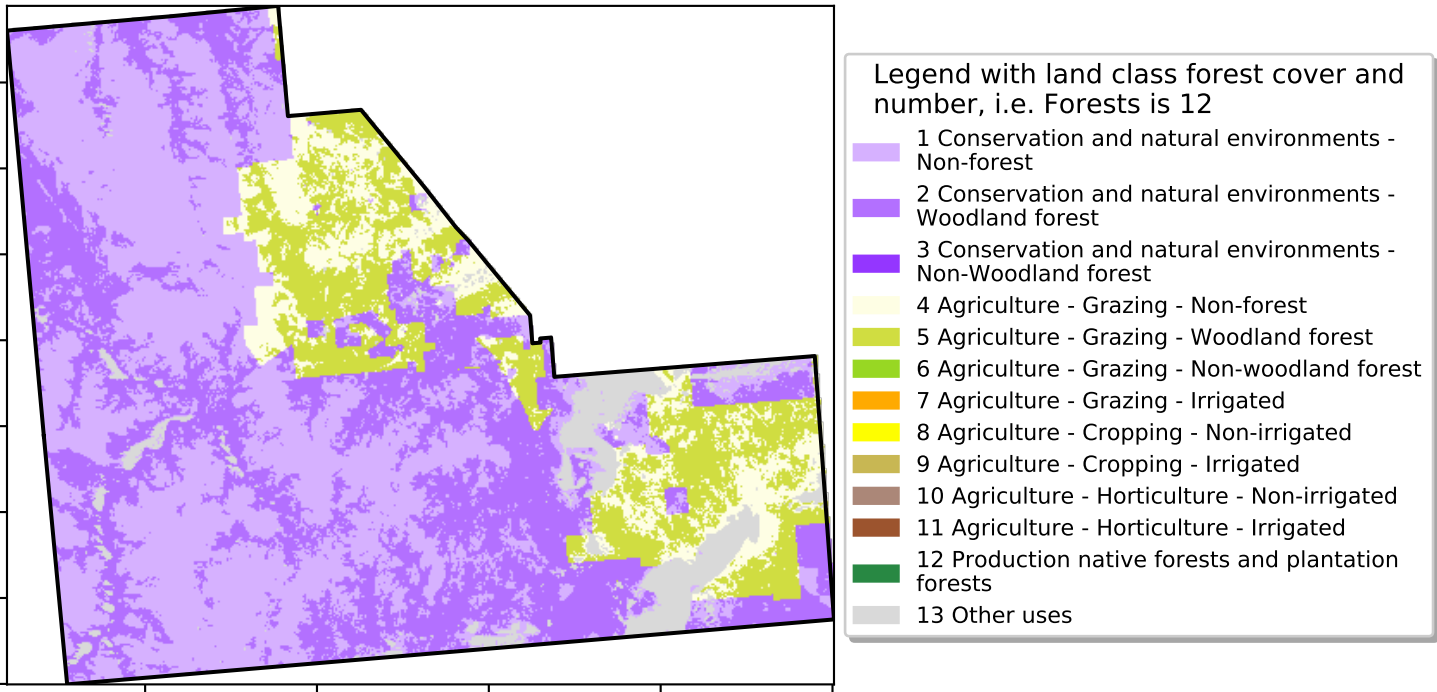 Legend with land class forest cover and
number, i.e. Forests is 12
1 Conservation and natural environments -
Non-forest
2 Conservation and natural environments -
Woodland forest
3 Conservation and natural environments -
Non-Woodland forest
4 Agriculture - Grazing - Non-forest
5 Agriculture - Grazing - Woodland forest
6 Agriculture - Grazing - Non-woodland forest
7 Agriculture - Grazing - Irrigated
8 Agriculture - Cropping - Non-irrigated
9 Agriculture - Cropping - Irrigated
10 Agriculture - Horticulture - Non-irrigated
11 Agriculture - Horticulture - Irrigated
12 Production native forests and plantation
forests
13 Other uses